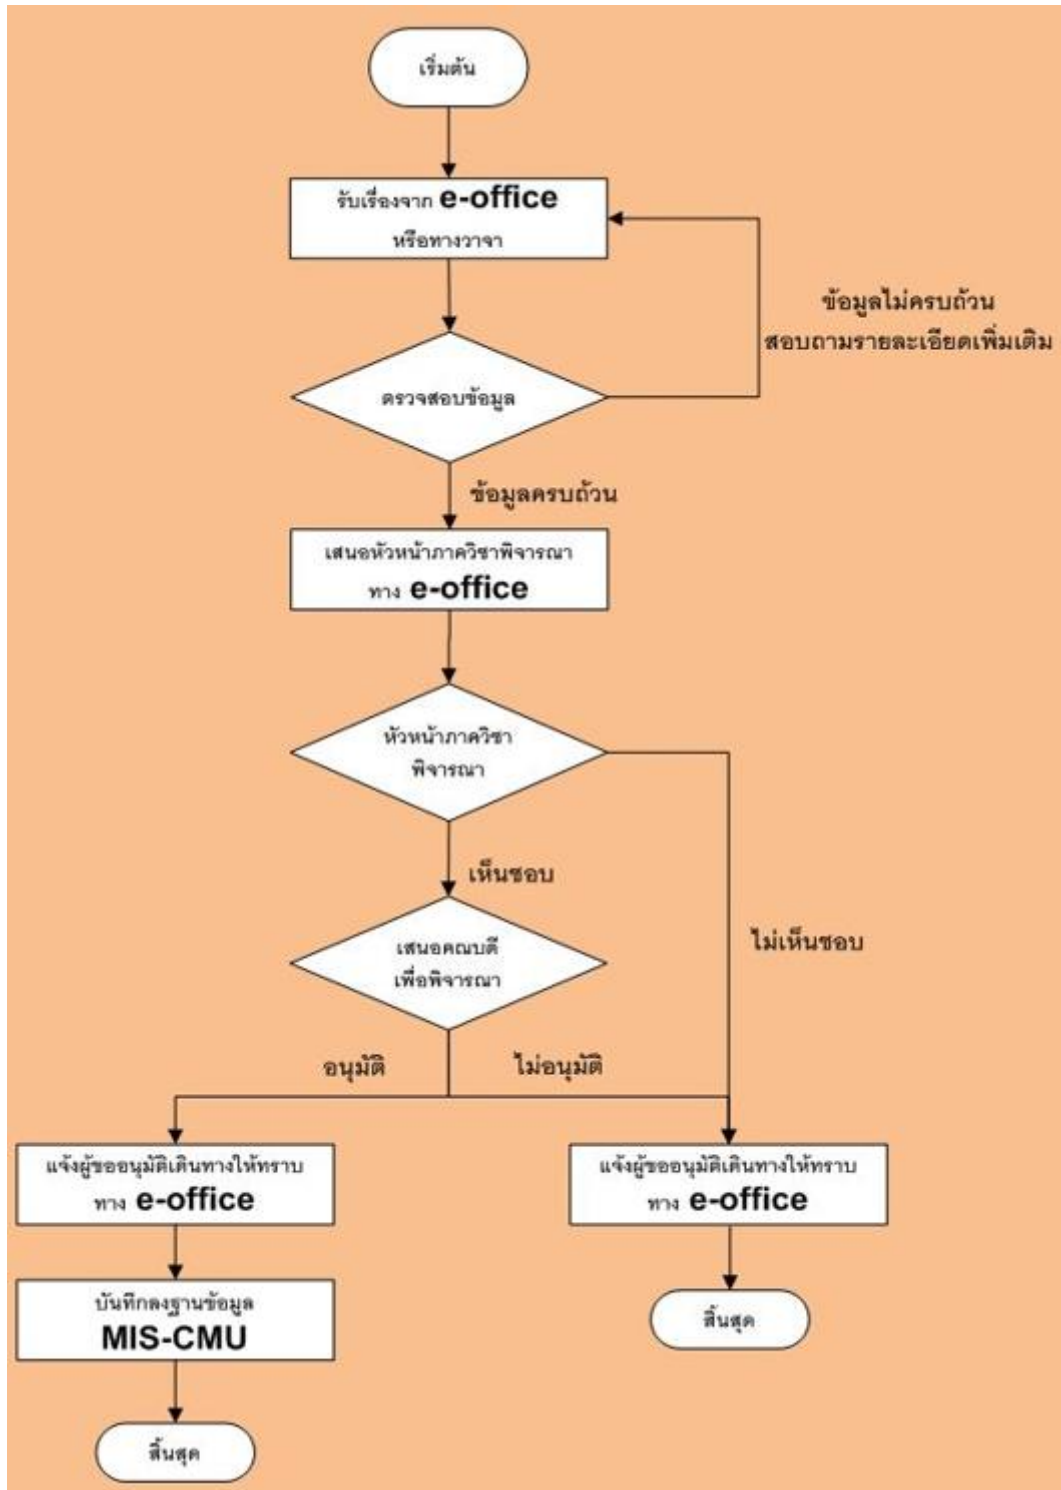 เริ่มต้น
รับเรื่องจาก e-office
หรือทางวาจา
ข้อมูลไม่ครบถ้วน
สอบถามรายละเอียดเพิ่มเติม
ตรวจสอบข้อมูล
ข้อมูลครบถ้วน
เสนอหัวหน้าภาควิชาพิจารณา
ทาง e-office
หัวหน้าภาควิชา
พิจารณา
เห็นชอบ
ไม่เห็นชอบ
เสนอคณบดี
เพื่อพิจารณา
อนุมัติ
ไม่อนุมัติ
แจ้งผู้ขออนุมัติเดินทางให้ทราบ
ทาง e-office
แจ้งผู้ขออนุมัติเดินทางให้ทราบ
ทาง e-office
บันทึกลงฐานข้อมูล
MIS-CMU
สิ้นสุด
สิ้นสุด